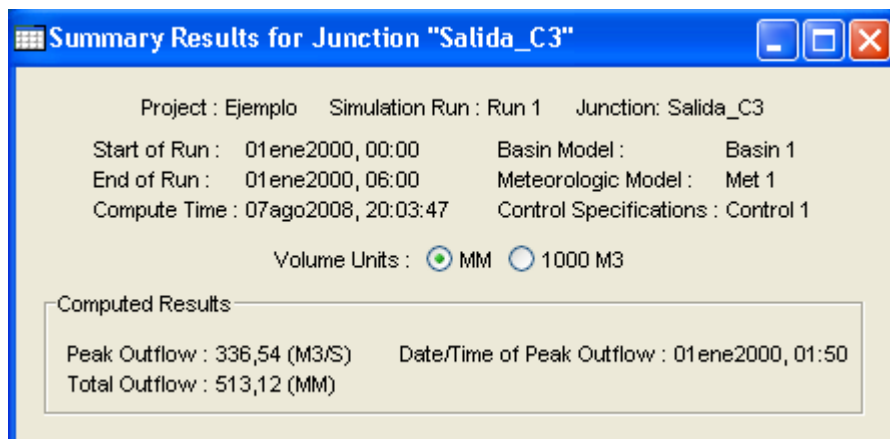 Summary Results for Junction "Salida_C3"
Project : Ejemplo Simulation Run : Run 1 Junction: Salida_C3
Start of Run : 01ene2000, 00:00 Basin Model : Basin 1
End of Run : 01ene2000, 06:00 Meteorologic Model : Met 1
Compute Time : 07ago2008, 20:03:47 Control Specifications : Control 1
Volume Units : MM 1000 M3
Computed Results
Peak Outflow : 336,54 (M3/S) Date/Time of Peak Outflow : 01ene2000, 01:50
Total Outflow : 513,12 (MM)